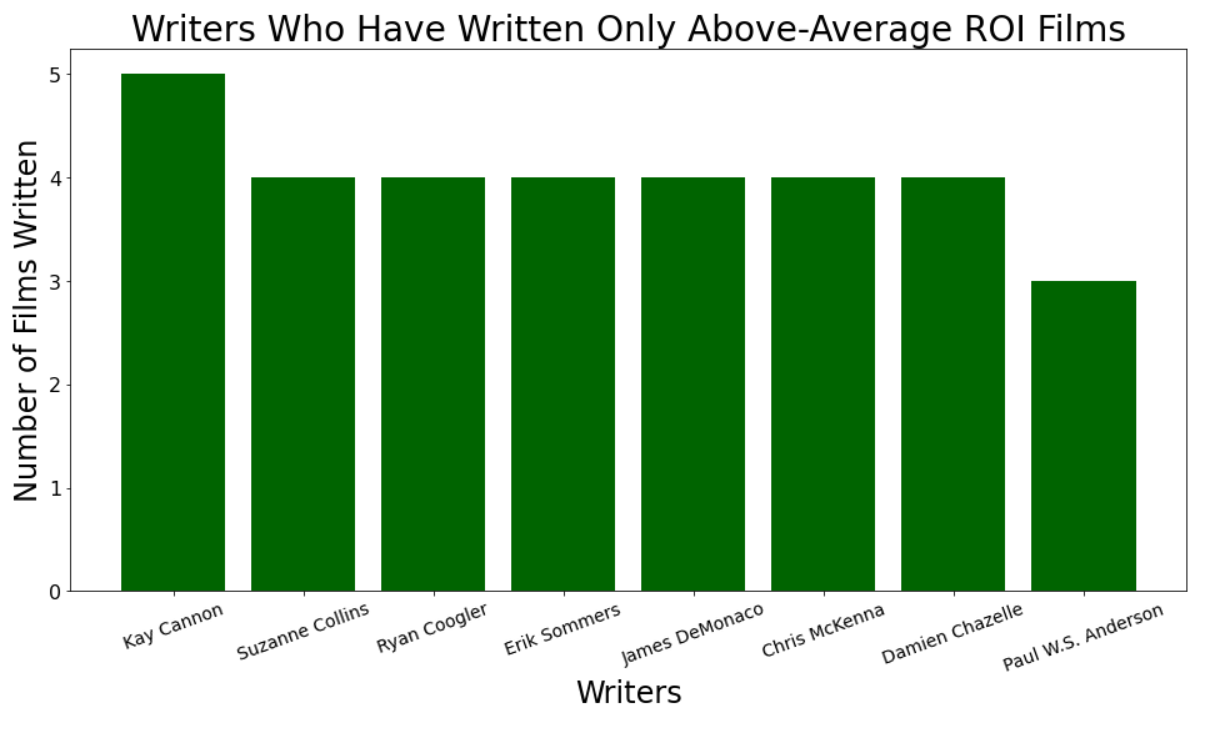 Writers Who Have Written Only Above-Average ROI Films
Number of Films Written
5
4
3
2
1
0
Kay Cannon
Suzanne Collins
Ryan Coogler
Erik Sommers
James DeMonaco
Chris McKenna
Damien Chazelle
Paul W.S. Anderson
Writers